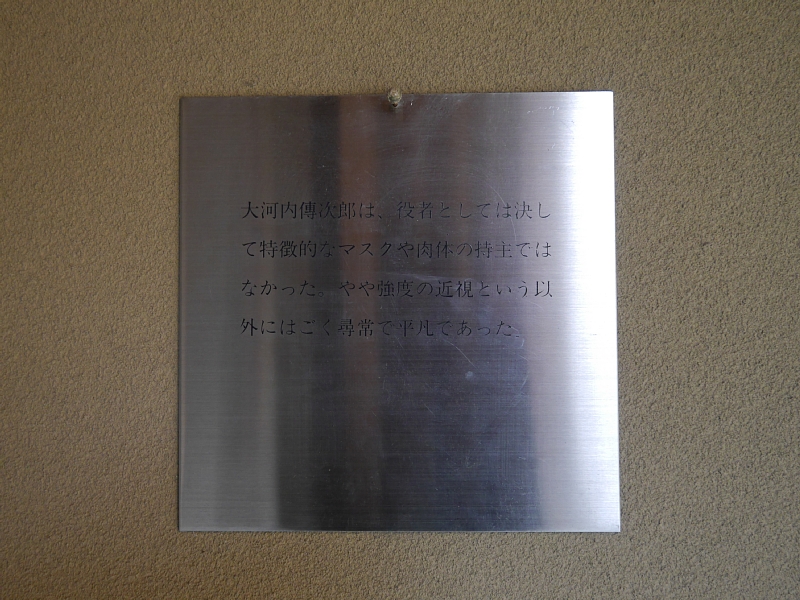 大河内傳次郎は、役者としては決し
て特徴的なマスクや肉体の持主では
なかった。やや強度の近視という以
外にはごく尋常で平凡であった。